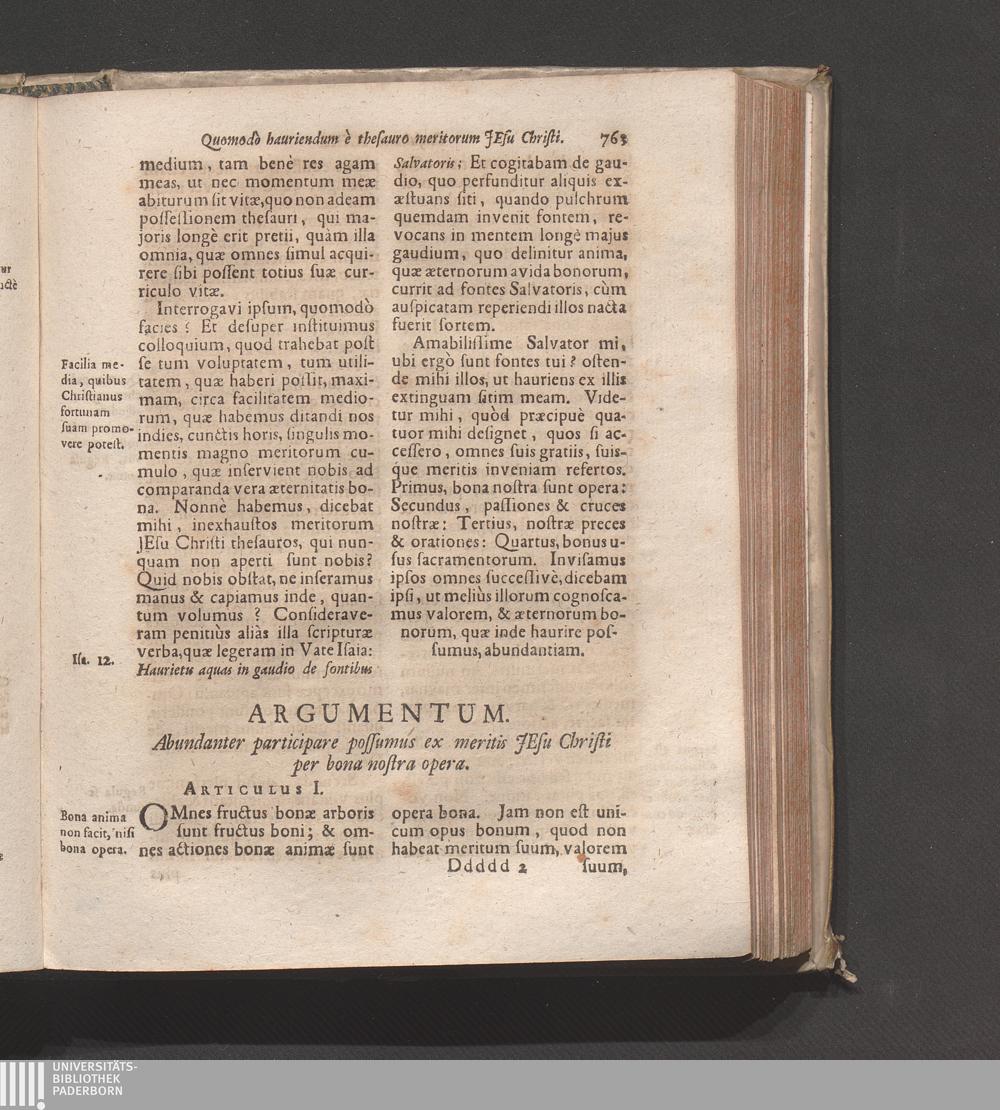 Quomodò hauriendum è thesauro meritorum JEsu Christi. 763
medium, tam benè res agam
meas, ut nec momentum meæ
abiturum sit vitæ, quo non adeam
possessionem thesauri, qui ma-
joris longè erit pretii, quàm illa
omnia, quæ omnes simul acqui-
rere sibi possent totius suæ cur-
riculo vitæ.
Interrogavi ipsum, quomodò
facies? Et desuper instituimus
colloquium, quod trahebat post
se tum voluptatem, tum utili-
tatem, quæ haberi possit, maxi-
mam, circa facilitatem medio-
rum, quæ habemus ditandi nos
indies, cunctis horis, singulis mo-
mentis magno meritorum cu-
mulo, quæ inservient nobis ad
comparanda vera æternitatis bo-
na. Nonnè habemus, dicebat
mihi, inexhaustos meritorum
JEsu Christi thesauros, qui nun-
quam non aperti sunt nobis?
Quid nobis obstat, ne inseramus
manus & capiamus inde, quan-
tum volumus? Considerave-
ram penitiùs aliàs illa scripturæ
verba, quæ legeram in Vate Isaia:
Haurietis aquas in gaudio de fontibus
Facilia me-
dia, quibus
Christianus
fortunam
suam promo-
vere potest.
Isa. 12.
Salvatoris; Et cogitabam de gau-
dio, quo perfunditur aliquis ex-
æstuans siti, quando pulchrum
quemdam invenit fontem, re-
vocans in mentem longè majus
gaudium, quo delinitur anima,
quæ æternorum avida bonorum,
currit ad fontes Salvatoris, cùm
auspicatam reperiendi illos nacta
fuerit sortem.
Amabilissime Salvator mi,
ubi ergò sunt fontes tui? osten-
de mihi illos, ut hauriens ex illis
extinguam sitim meam. Vide-
tur mihi, quòd præcipuè qua-
tuor mihi designet, quos si ac-
cessero, omnes suis gratiis, suis-
que meritis inveniam refertos.
Primus, bona nostra sunt opera:
Secundus, passiones & cruces
nostræ: Tertius, nostræ preces
& orationes: Quartus, bonus u-
sus sacramentorum. Invisamus
ipsos omnes successivè, dicebam
ipsi, ut meliùs illorum cognosca-
mus valorem, & æternorum bo-
norum, quæ inde haurire pos-
sumus, abundantiam.
ARGUMENTUM.
Abundanter participare possumus ex meritis JEsu Christi
per bona nostra opera.
ARTICULUS I.
Bona anima
non facit, nisi
bona opera.
OMnes fructus bonæ arboris
sunt fructus boni; & om-
nes actiones bonæ animæ sunt
opera bona. Jam non est uni-
cum opus bonum, quod non
habeat meritum suum, valorem
Ddddd 2 suum,
UNIVERSITÄTS-
BIBLIOTHEK
PADERBORN